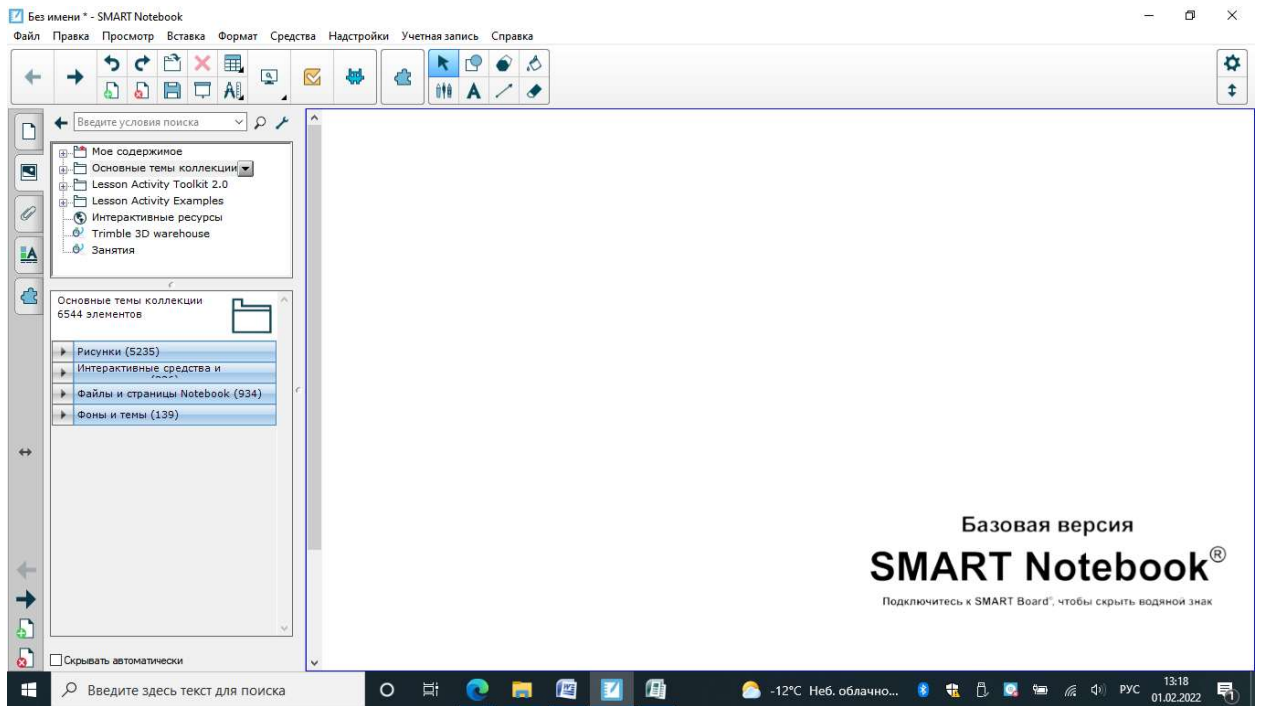 Без имени * - SMART Notebook
Файл Правка Просмотр Вставка Формат Средства Надстройки Учетная запись Справка
Введите условия поиска
Мое содержимое
Основные темы коллекции
Lesson Activity Toolkit 2.0
Lesson Activity Examples
Интерактивные ресурсы
Trimble 3D warehouse
Занятия
Основные темы коллекции
6544 элементов
Рисунки (5235)
Интерактивные средства и
Файлы и страницы Notebook (934)
Фоны и темы (139)
Базовая версия
SMART Notebook®
Подключитесь к SMART Board®, чтобы скрыть водяной знак
Скрывать автоматически
Введите здесь текст для поиска
-12°C Неб. облачно...
РУС
13:18
01.02.2022